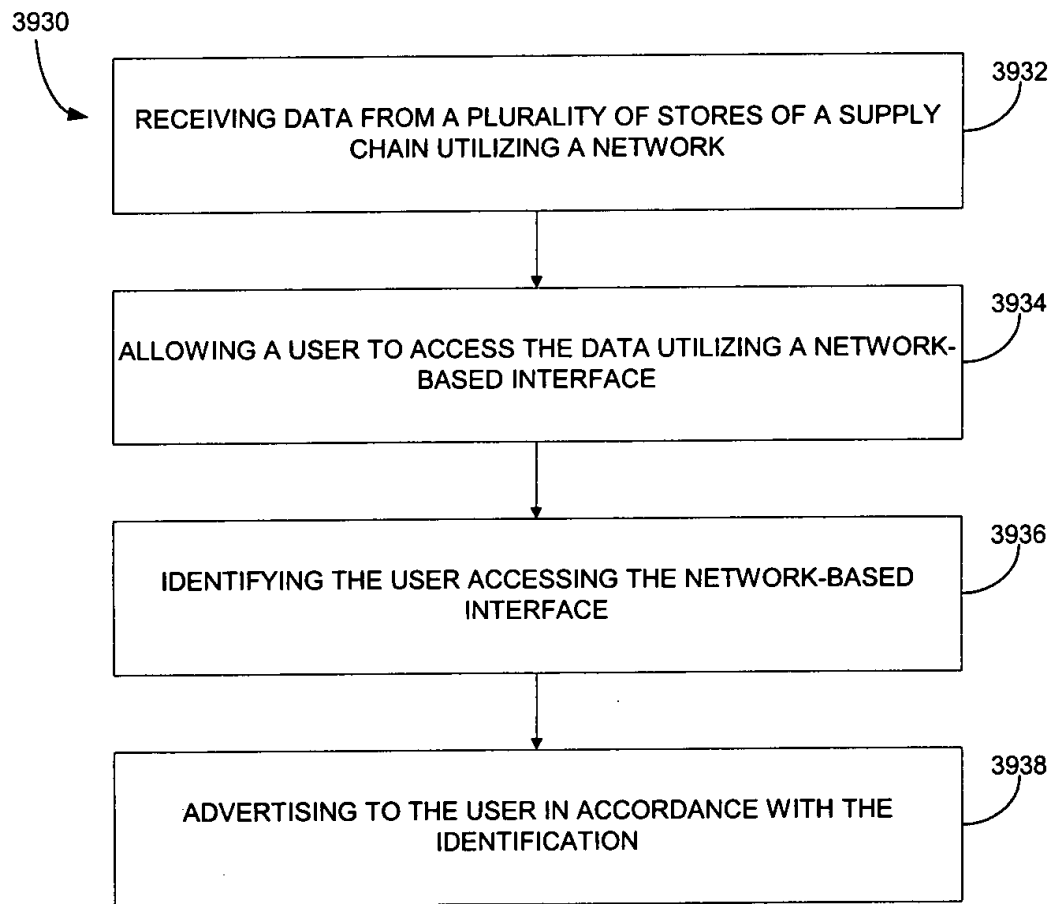 3930
3932
RECEIVING DATA FROM A PLURALITY OF STORES OF A SUPPLY
CHAIN UTILIZING A NETWORK
3934
ALLOWING A USER TO ACCESS THE DATA UTILIZING A NETWORK-
BASED INTERFACE
3936
IDENTIFYING THE USER ACCESSING THE NETWORK-BASED
INTERFACE
3938
ADVERTISING TO THE USER IN ACCORDANCE WITH THE
IDENTIFICATION